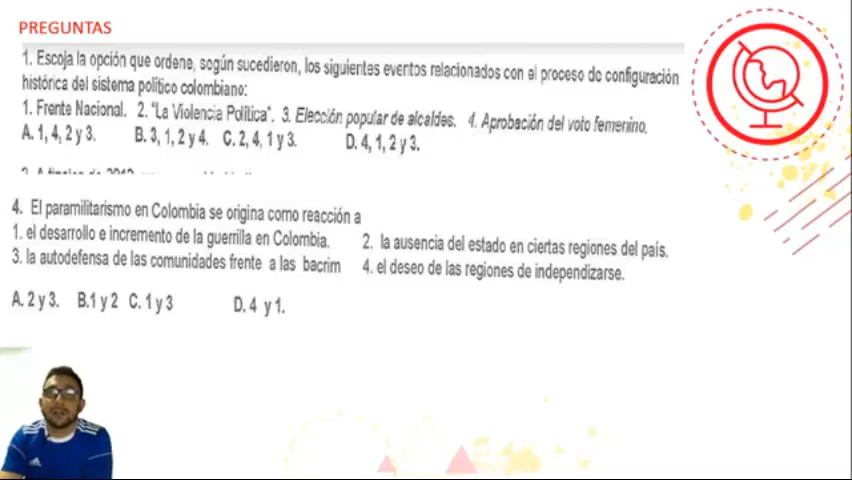 PREGUNTAS
1. Escoja la opción que ordene, según sucedieron, los siguientes eventos relacionados con el proceso de configuración
histórica del sistema político colombiano:
1. Frente Nacional. 2. "La Violencia Política". 3. Elección popular de alcaldes. 4. Aprobación del voto femenino.
A. 1, 4, 2 y 3. B. 3, 1, 2 y 4. C. 2, 4, 1 y 3. D. 4, 1, 2 y 3.
4. El paramilitarismo en Colombia se origina como reacción a
1. el desarrollo e incremento de la guerrilla en Colombia. 2. la ausencia del estado en ciertas regiones del país.
3. la autodefensa de las comunidades frente a las bacrim 4. el deseo de las regiones de independizarse.
A. 2 y 3. B.1 y 2 C. 1 y 3 D. 4 y 1.